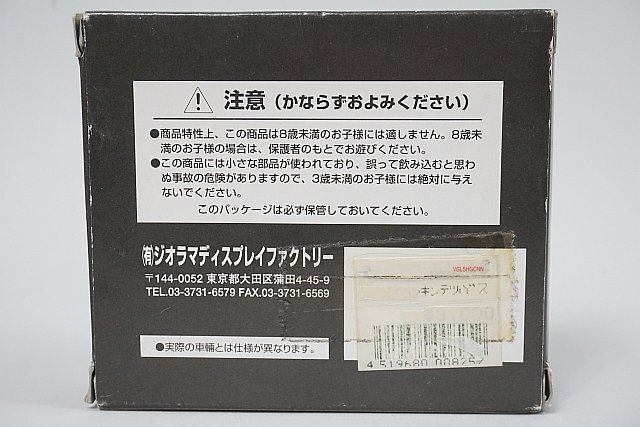 注意（かならずおよみください）
●商品特性上、この商品は8歳未満のお子様には適しません。8歳未
満のお子様の場合は、保護者のもとでお遊びください。
●この商品には小さな部品が使われており、誤って飲み込むと思わ
ぬ事故の危険がありますので、3歳未満のお子様には絶対に与え
ないでください。
このパッケージは必ず保管しておいてください。
(有)ジオラマディスプレイファクトリー
〒144-0052 東京都大田区蒲田4-45-9
TEL.03-3731-6579 FAX.03-3731-6569
●実際の車輛とは仕様が異なります。
VGLSHGCNN
キンテツバス
4 519680 00825